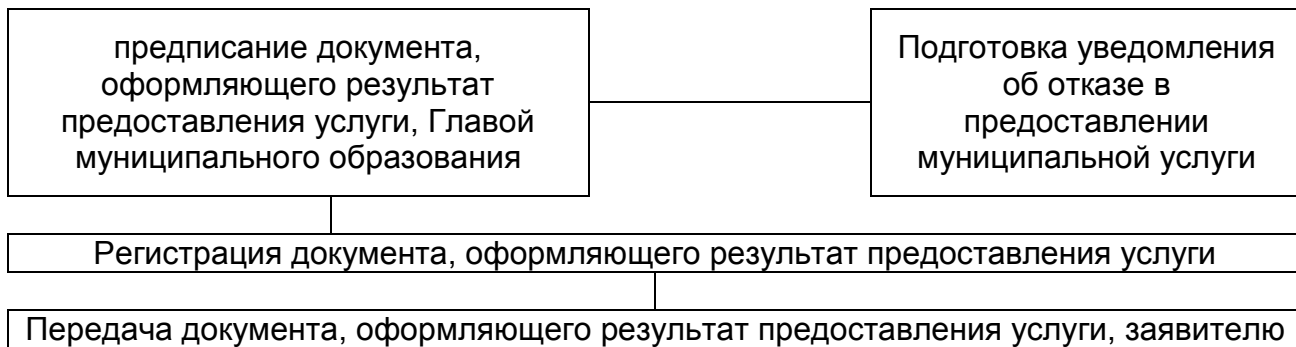 предписание документа,
оформляющего результат
предоставления услуги, Главой
муниципального образования
Подготовка уведомления
об отказе в
предоставлении
муниципальной услуги
Регистрация документа, оформляющего результат предоставления услуги
Передача документа, оформляющего результат предоставления услуги, заявителю